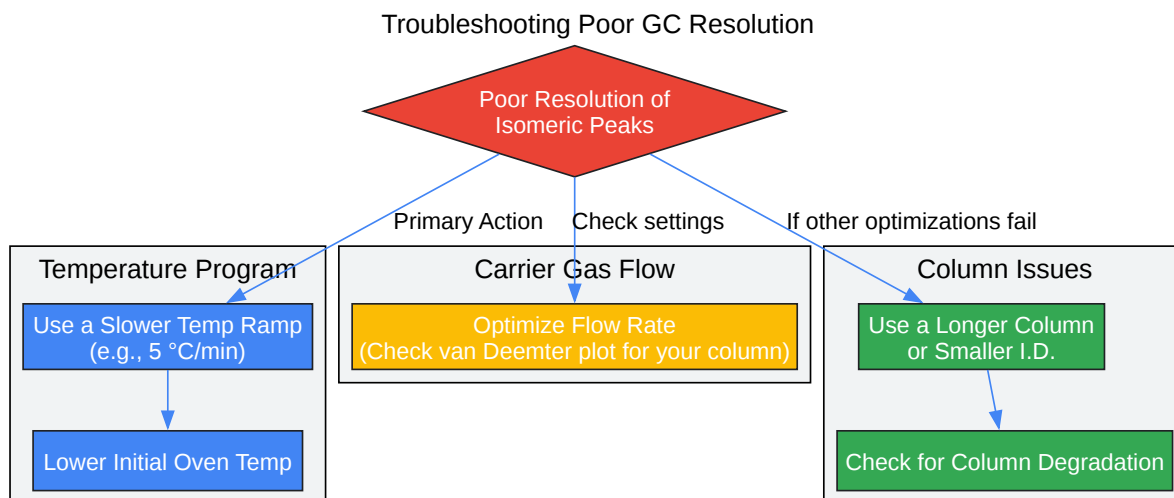 Troubleshooting Poor GC Resolution
Poor Resolution of
Isomeric Peaks
Primary Action
Check settings
If other optimizations fail
Temperature Program
Use a Slower Temp Ramp
(e.g., 5 °C/min)
Lower Initial Oven Temp
Carrier Gas Flow
Optimize Flow Rate
(Check van Deemter plot for your column)
Column Issues
Use a Longer Column
or Smaller I.D.
Check for Column Degradation